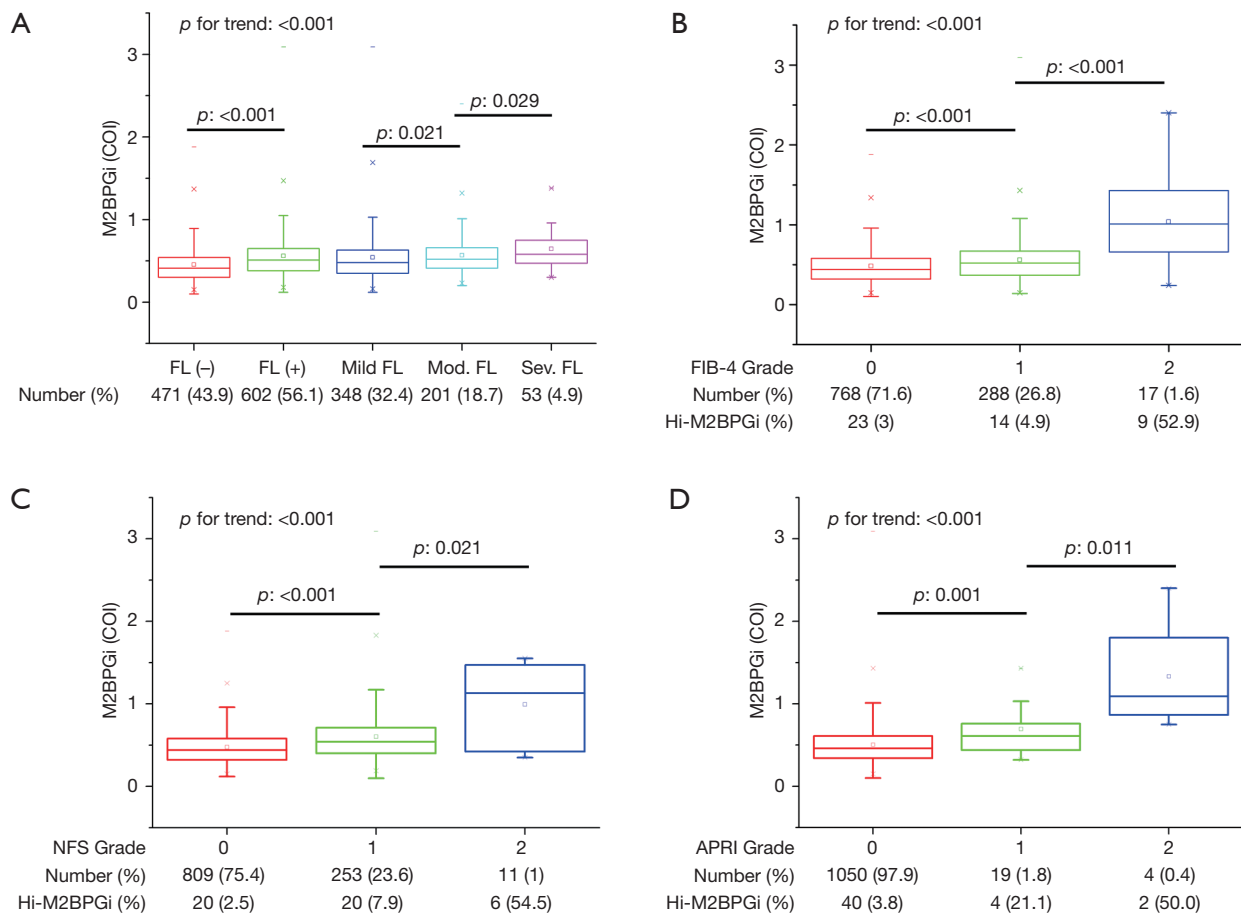 A
p for trend: <0.001
3
2
1
0
M2BPGi (COI)
p: <0.001
p: 0.021
p: 0.029
FL (–) FL (+) Mild FL Mod. FL Sev. FL
Number (%) 471 (43.9) 602 (56.1) 348 (32.4) 201 (18.7) 53 (4.9)
B
p for trend: <0.001
3
2
1
0
M2BPGi (COI)
p: <0.001
p: <0.001
FIB-4 Grade 0 1 2
Number (%) 768 (71.6) 288 (26.8) 17 (1.6)
Hi-M2BPGi (%) 23 (3) 14 (4.9) 9 (52.9)
C
p for trend: <0.001
3
2
1
0
M2BPGi (COI)
p: <0.001
p: 0.021
NFS Grade 0 1 2
Number (%) 809 (75.4) 253 (23.6) 11 (1)
Hi-M2BPGi (%) 20 (2.5) 20 (7.9) 6 (54.5)
D
p for trend: <0.001
3
2
1
0
M2BPGi (COI)
p: 0.001
p: 0.011
APRI Grade 0 1 2
Number (%) 1050 (97.9) 19 (1.8) 4 (0.4)
Hi-M2BPGi (%) 40 (3.8) 4 (21.1) 2 (50.0)